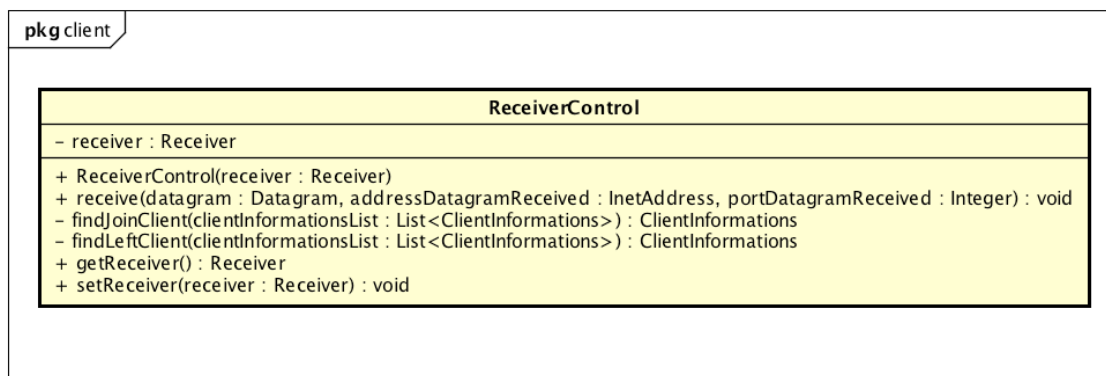 pkg client
ReceiverControl
– receiver : Receiver
+ ReceiverControl(receiver : Receiver)
+ receive(datagram : Datagram, addressDatagramReceived : InetAddress, portDatagramReceived : Integer) : void
– findJoinClient(clientInformationsList : List<ClientInformations>) : ClientInformations
– findLeftClient(clientInformationsList : List<ClientInformations>) : ClientInformations
+ getReceiver() : Receiver
+ setReceiver(receiver : Receiver) : void